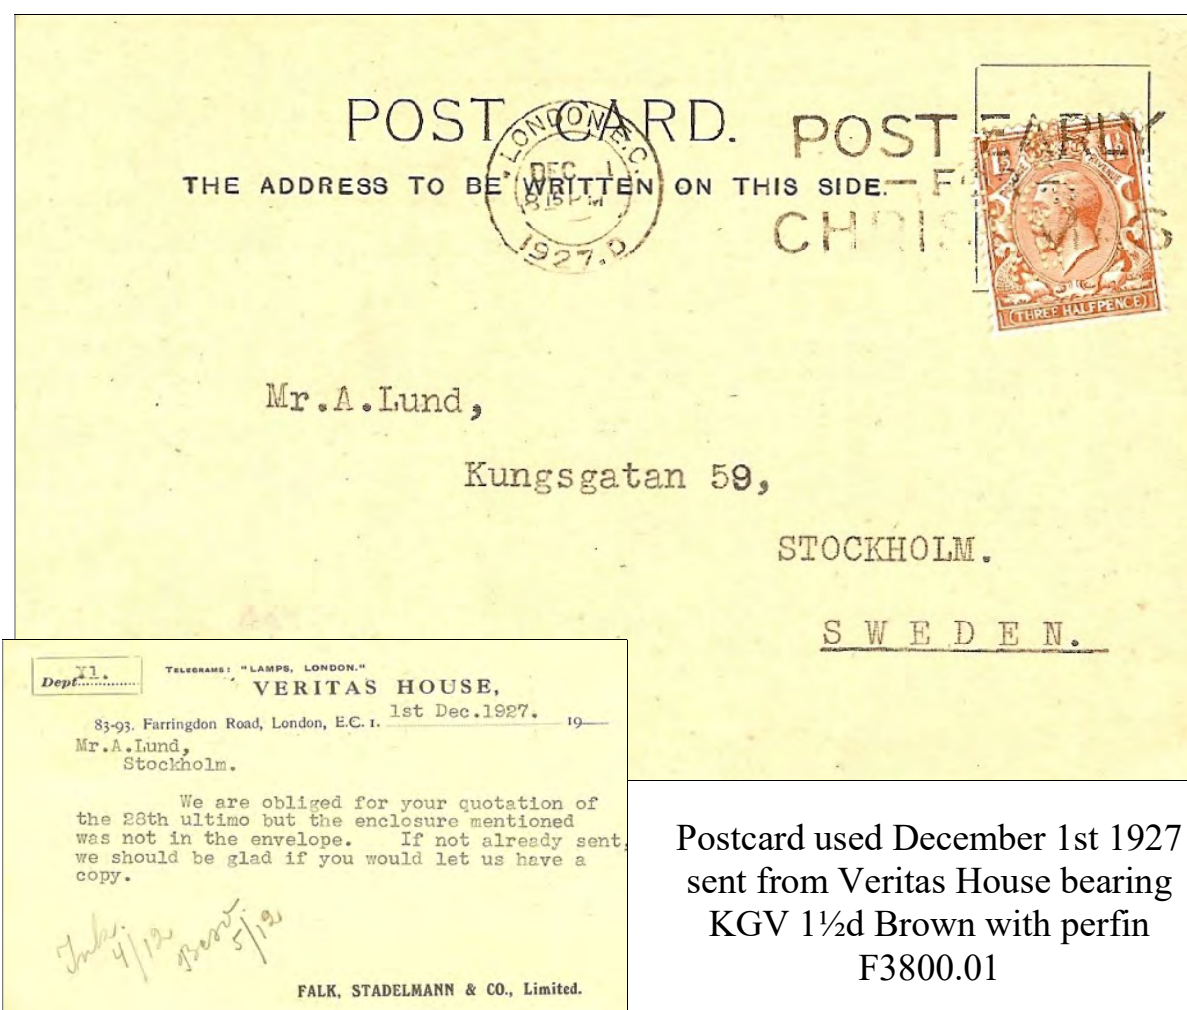 POST CARD.
THE ADDRESS TO BE WRITTEN ON THIS SIDE.
LONDON E.C.
DEC 1
8 15 PM
1927. D
POST EARLY
CHRISTMAS
REVENUE
THREE HALFPENCE
Mr.A.Lund,
Kungsgatan 59,
STOCKHOLM.
S W E D E N.
Dept X1.
TELEGRAMS: "LAMPS, LONDON."
VERITAS HOUSE,
83-93, Farringdon Road, London, E.C. 1. 1st Dec.1927. 19
Mr.A.Lund,
Stockholm.
We are obliged for your quotation of
the 28th ultimo but the enclosure mentioned
was not in the envelope. If not already sent,
we should be glad if you would let us have a
copy.
4/12
5/12
FALK, STADELMANN & CO., Limited.
Postcard used December 1st 1927
sent from Veritas House bearing
KGV 1½d Brown with perfin
F3800.01